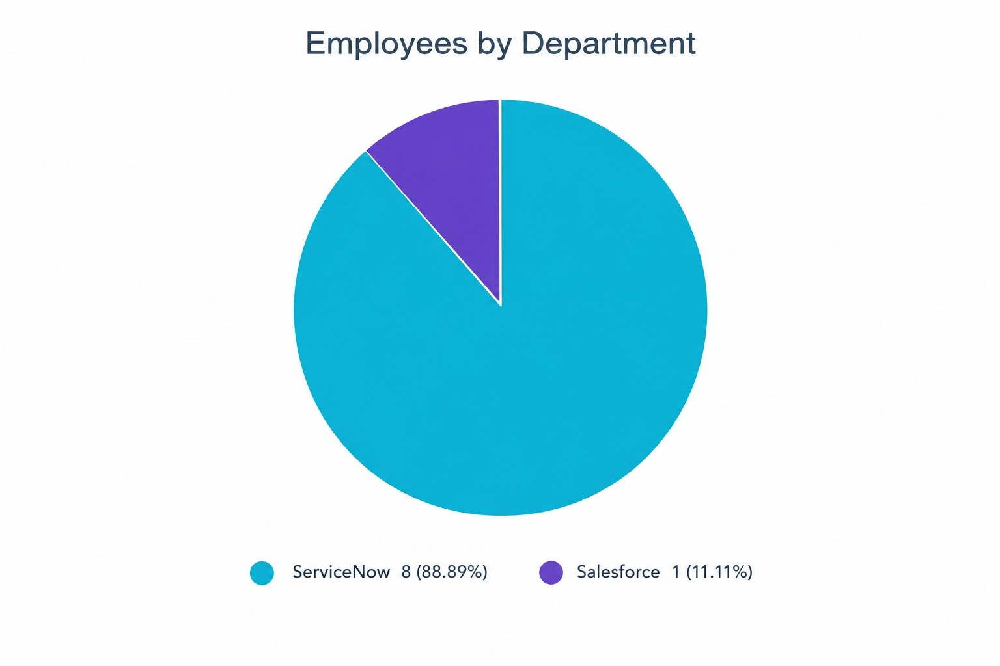 Employees by Department
ServiceNow 8 (88.89%)
Salesforce 1 (11.11%)